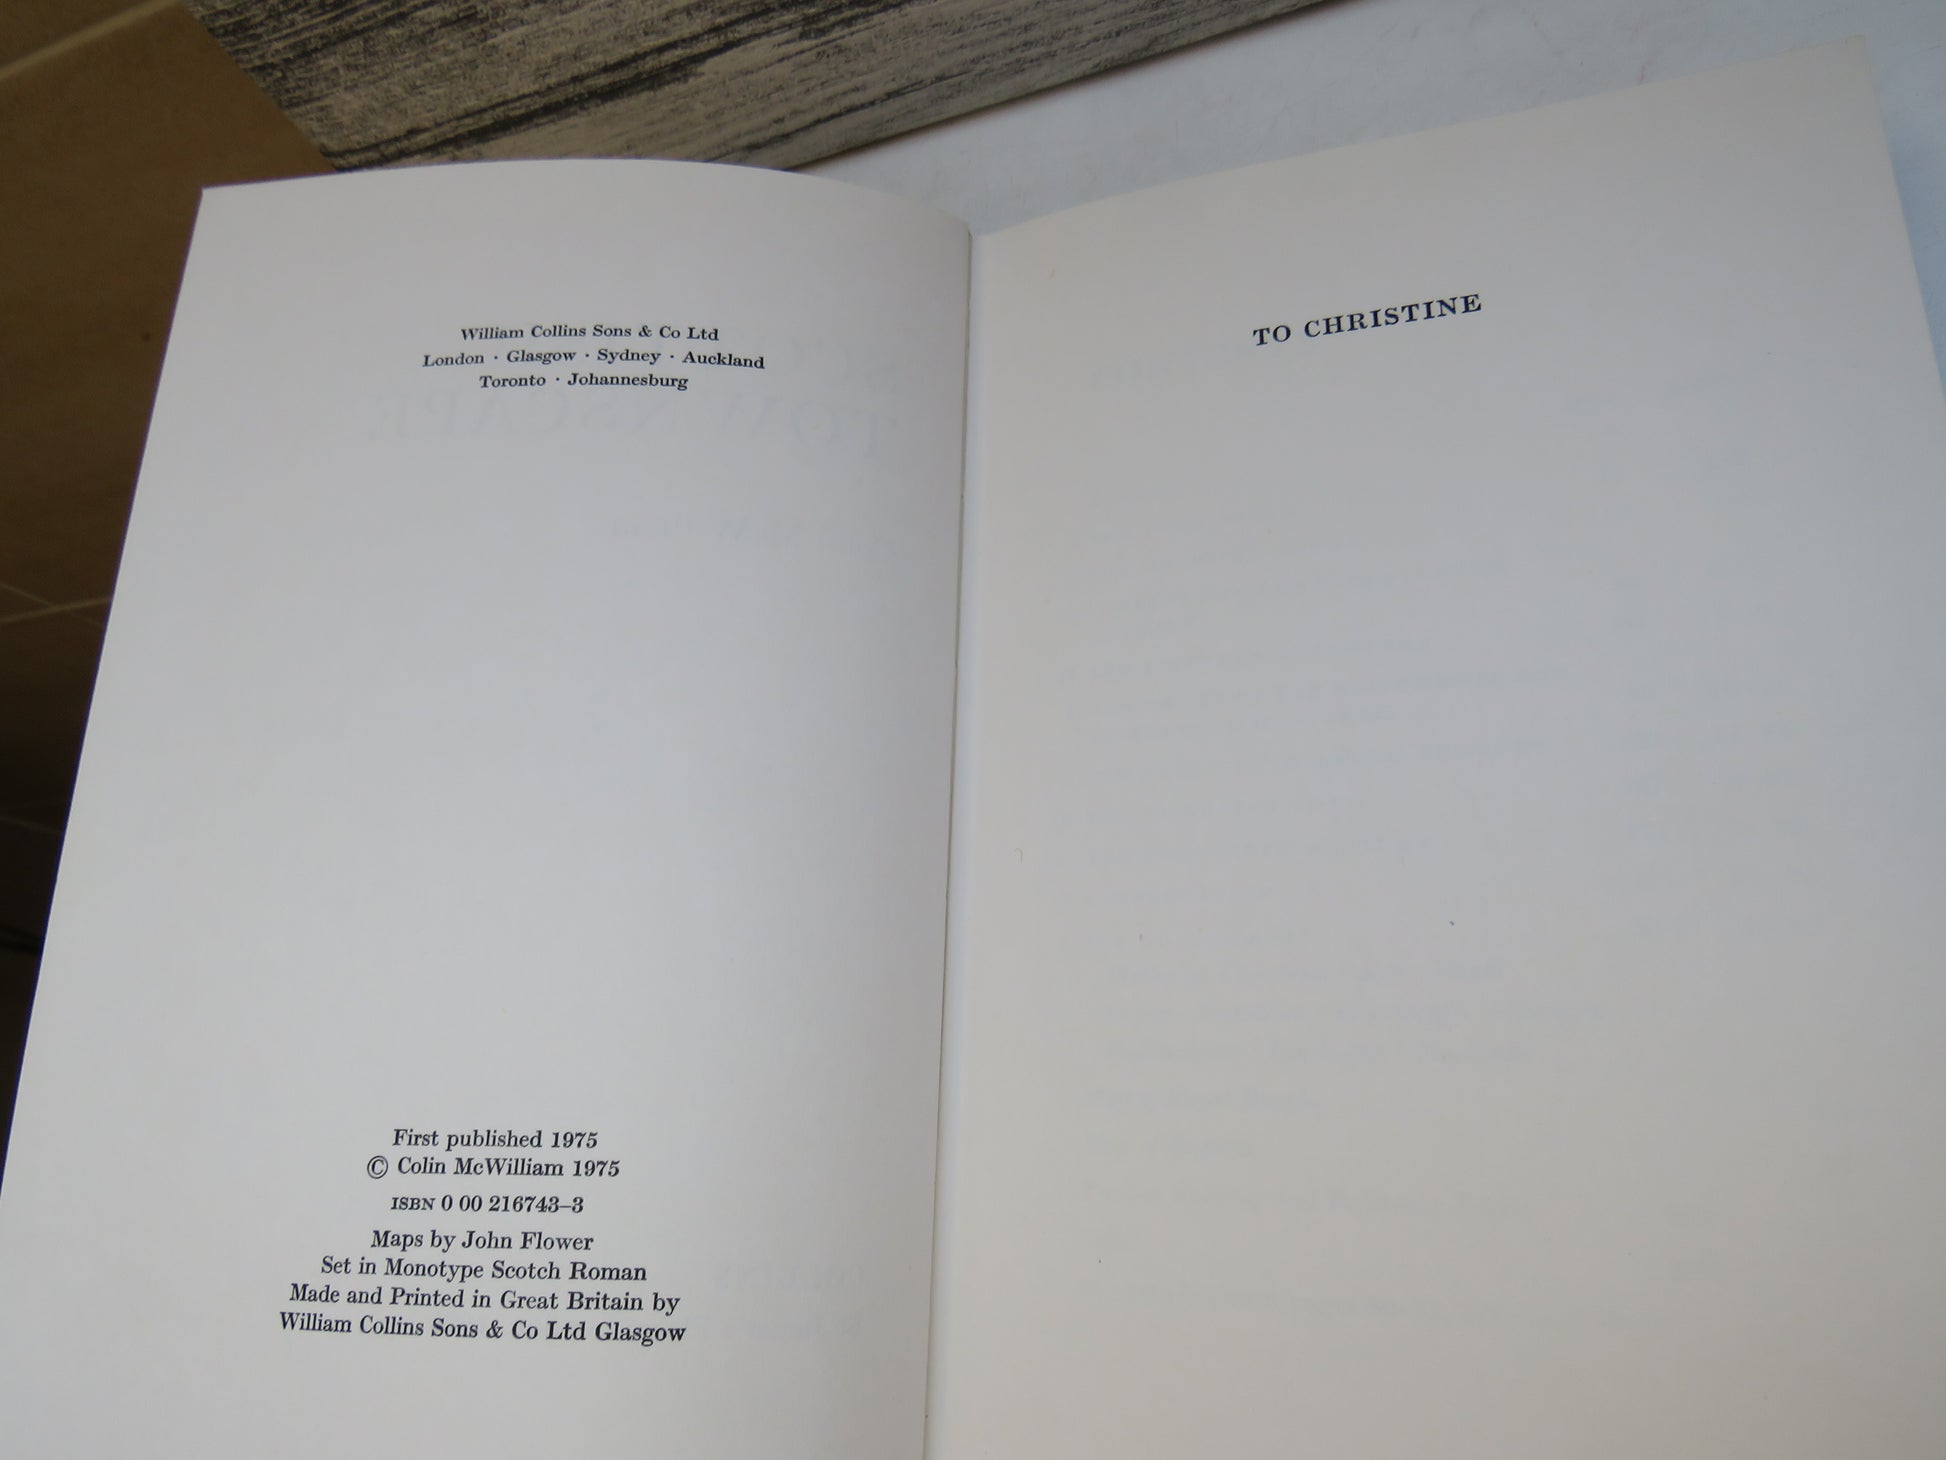 William Collins Sons & Co Ltd
London · Glasgow · Sydney · Auckland
Toronto · Johannesburg
First published 1975
© Colin McWilliam 1975
ISBN 0 00 216743–3
Maps by John Flower
Set in Monotype Scotch Roman
Made and Printed in Great Britain by
William Collins Sons & Co Ltd Glasgow
TO CHRISTINE